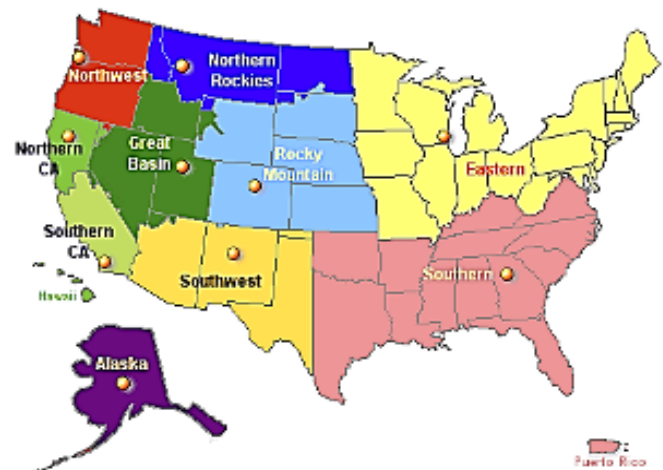 Northern
Rockies
Northwest
Great
Basin
Northern
CA
Rocky
Mountain
Eastern
Southern
CA
Southwest
Southern
Hawaii
Alaska
Puerto Rico